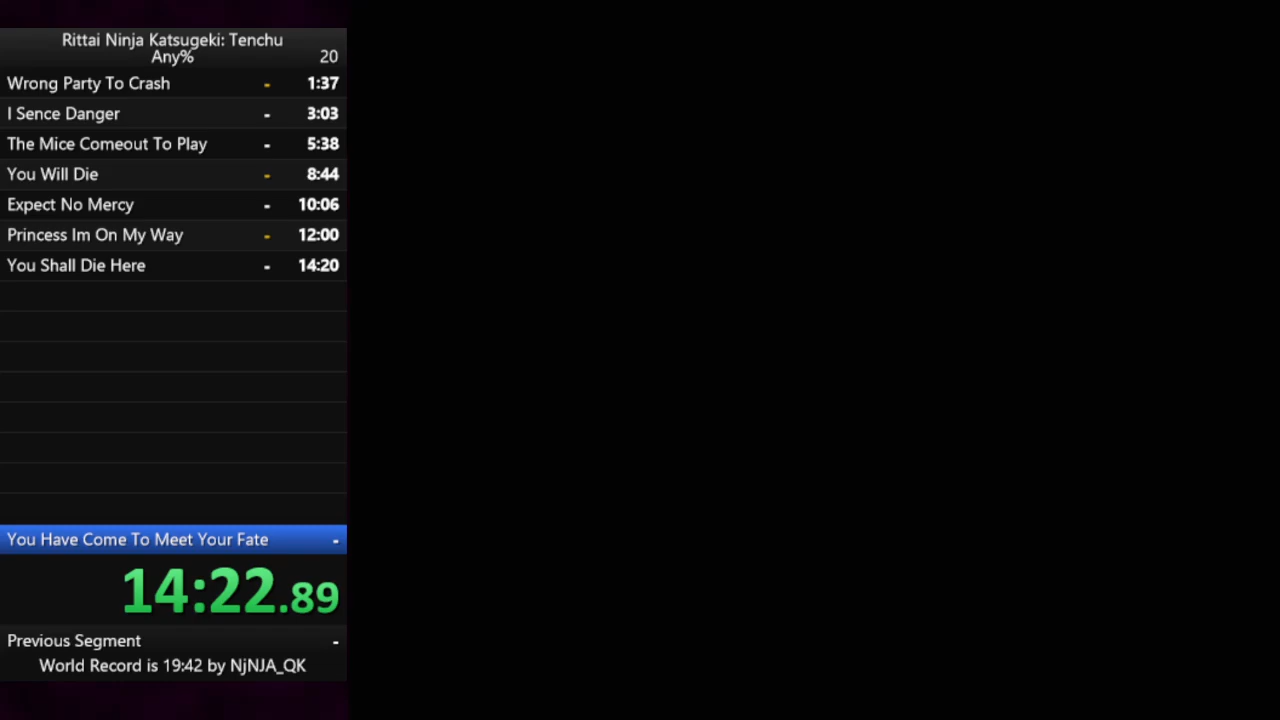 Rittai Ninja Katsugeki: Tenchu
Any% 20
Wrong Party To Crash - 1:37
I Sence Danger - 3:03
The Mice Comeout To Play - 5:38
You Will Die - 8:44
Expect No Mercy - 10:06
Princess Im On My Way - 12:00
You Shall Die Here - 14:20
You Have Come To Meet Your Fate -
14:22.89
Previous Segment -
World Record is 19:42 by NjNJA_QK